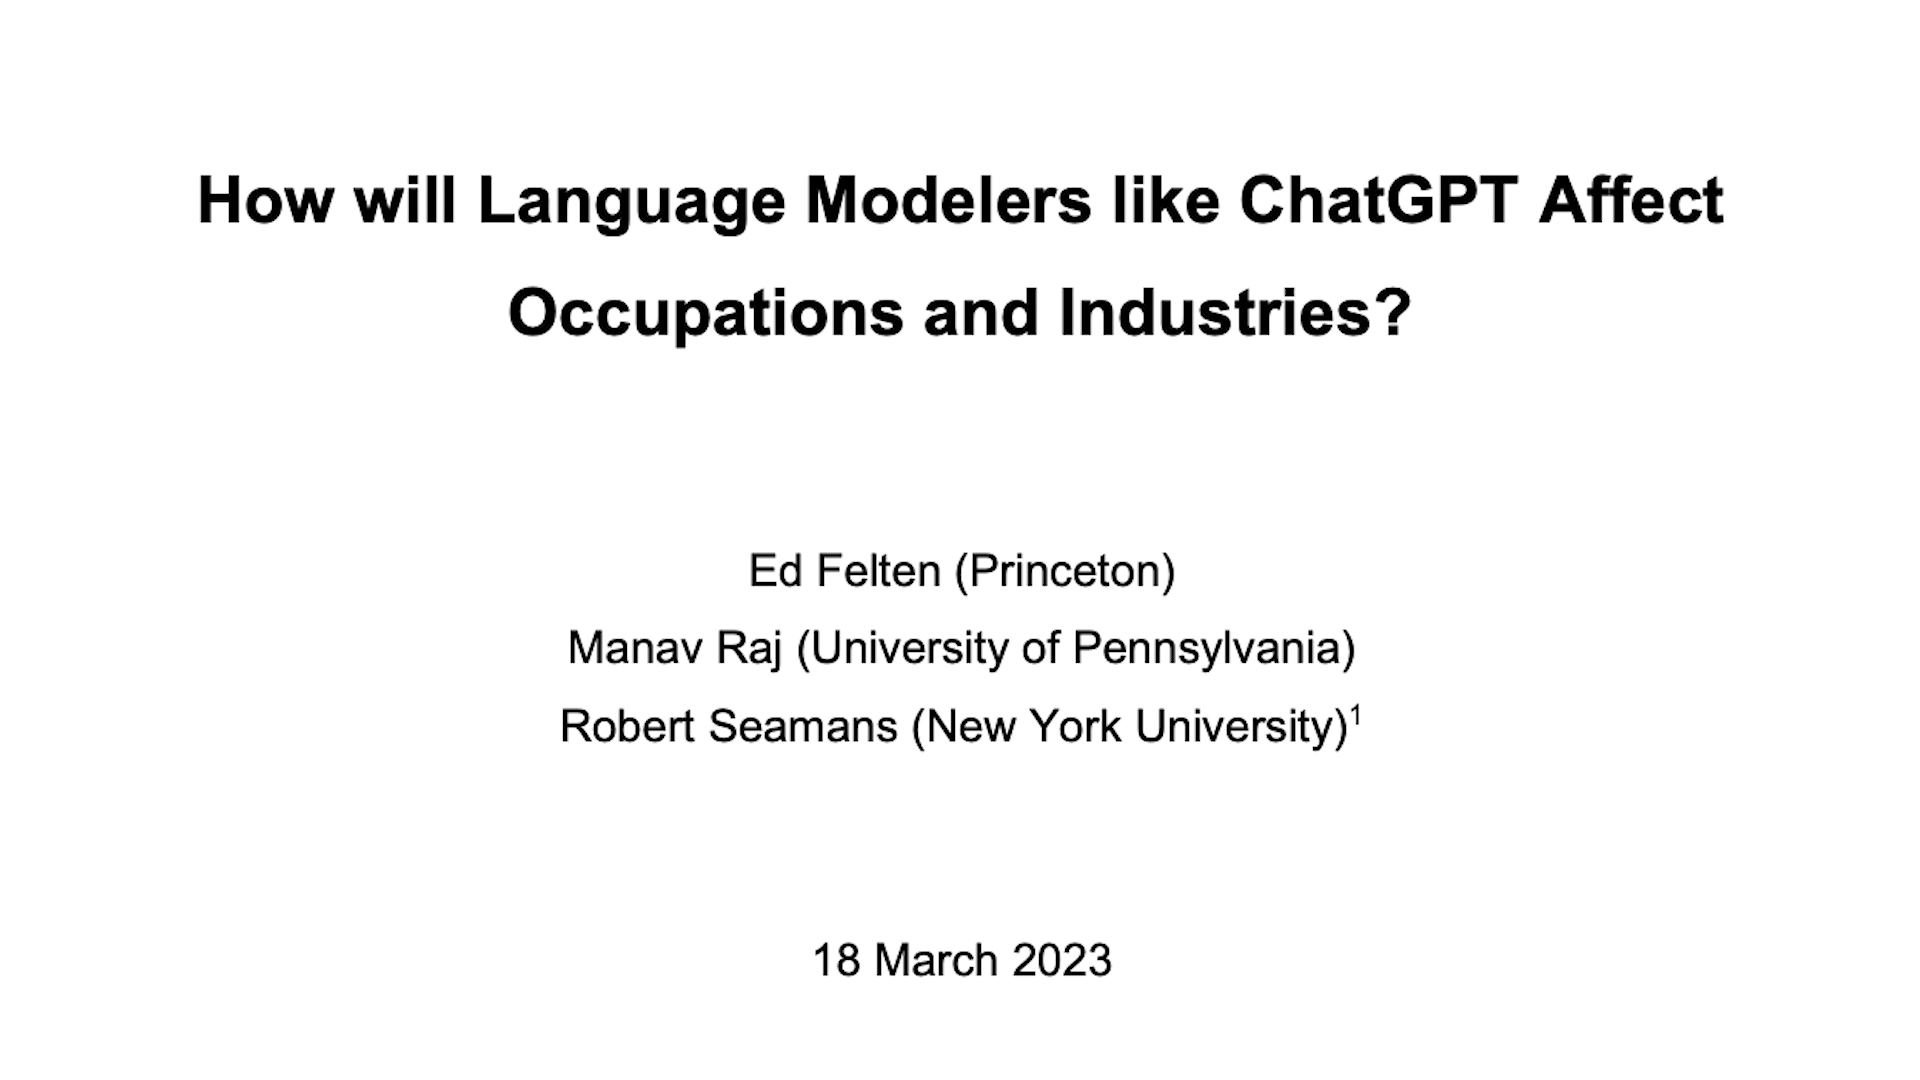 How will Language Modelers like ChatGPT Affect
Occupations and Industries?
Ed Felten (Princeton)
Manav Raj (University of Pennsylvania)
Robert Seamans (New York University)¹
18 March 2023